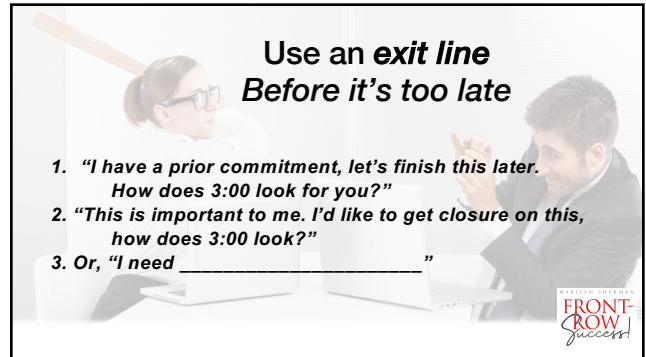 Use an exit line
Before it's too late
1. "I have a prior commitment, let's finish this later.
How does 3:00 look for you?"
2. "This is important to me. I'd like to get closure on this,
how does 3:00 look?"
3. Or, "I need ______________________"
MARILYN SHERMAN
FRONT-
ROW
Success!